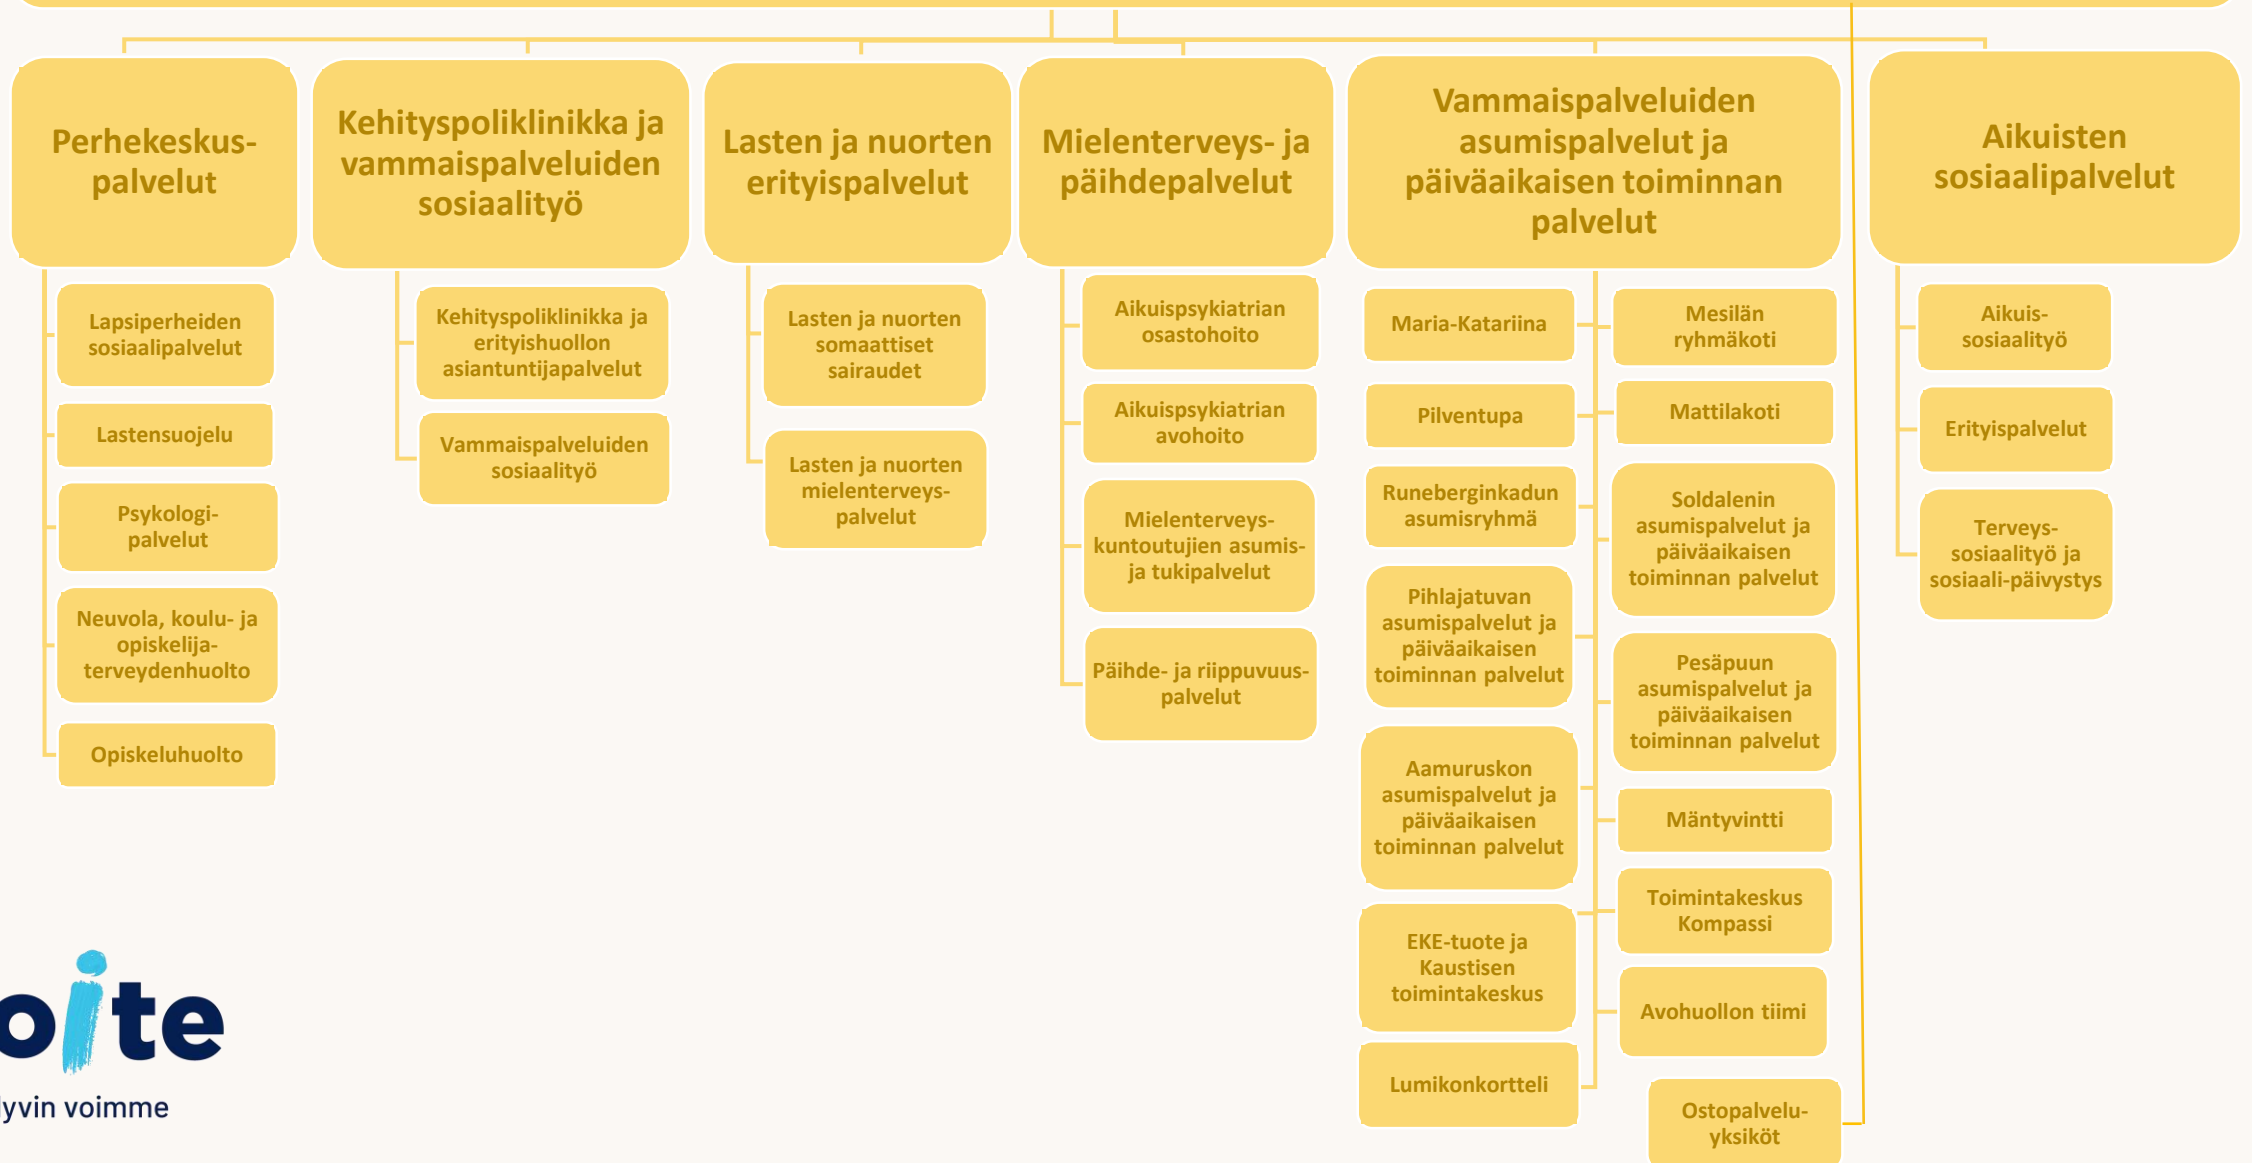 Perhekeskus-
palvelut
Lapsiperheiden
sosiaalipalvelut
Lastensuojelu
Psykologi-
palvelut
Neuvola, koulu- ja
opiskelija-
terveydenhuolto
Opiskeluhuolto
Kehityspoliklinikka ja
vammaispalveluiden
sosiaalityö
Kehityspoliklinikka ja
erityishuollon
asiantuntijapalvelut
Vammaispalveluiden
sosiaalityö
Lasten ja nuorten
erityispalvelut
Lasten ja nuorten
somaattiset
sairaudet
Lasten ja nuorten
mielenterveys-
palvelut
Mielenterveys- ja
päihdepalvelut
Aikuispsykiatrian
osastohoito
Aikuispsykiatrian
avohoito
Mielenterveys-
kuntoutujien asumis-
ja tukipalvelut
Päihde- ja riippuvuus-
palvelut
Vammaispalveluiden
asumispalvelut ja
päiväaikaisen toiminnan
palvelut
Maria-Katariina
Pilventupa
Runeberginkadun
asumisryhmä
Pihlajatuvan
asumispalvelut ja
päiväaikaisen
toiminnan palvelut
Aamuruskon
asumispalvelut ja
päiväaikaisen
toiminnan palvelut
EKE-tuote ja
Kaustisen
toimintakeskus
Lumikonkortteli
Mesilän
ryhmäkoti
Mattilakoti
Soldalenin
asumispalvelut ja
päiväaikaisen
toiminnan palvelut
Pesäpuun
asumispalvelut ja
päiväaikaisen
toiminnan palvelut
Mäntyvintti
Toimintakeskus
Kompassi
Avohuollon tiimi
Ostopalvelu-
yksiköt
Aikuisten
sosiaalipalvelut
Aikuis-
sosiaalityö
Erityispalvelut
Terveys-
sosiaalityö ja
sosiaali-päivystys
oite
yvin voimme